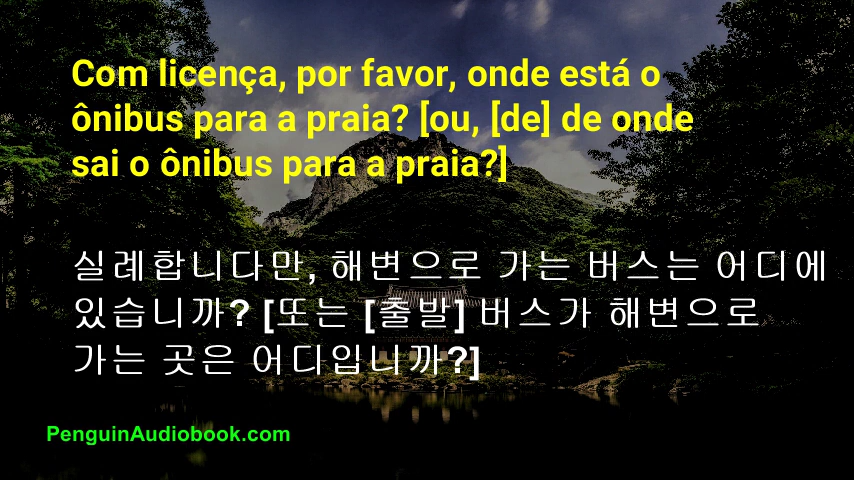 Com licença, por favor, onde está o
ônibus para a praia? [ou, [de] de onde
sai o ônibus para a praia?]
실례합니다만, 해변으로 가는 버스는 어디에
있습니까? [또는 [출발] 버스가 해변으로
가는 곳은 어디입니까?]
PenguinAudiobook.com